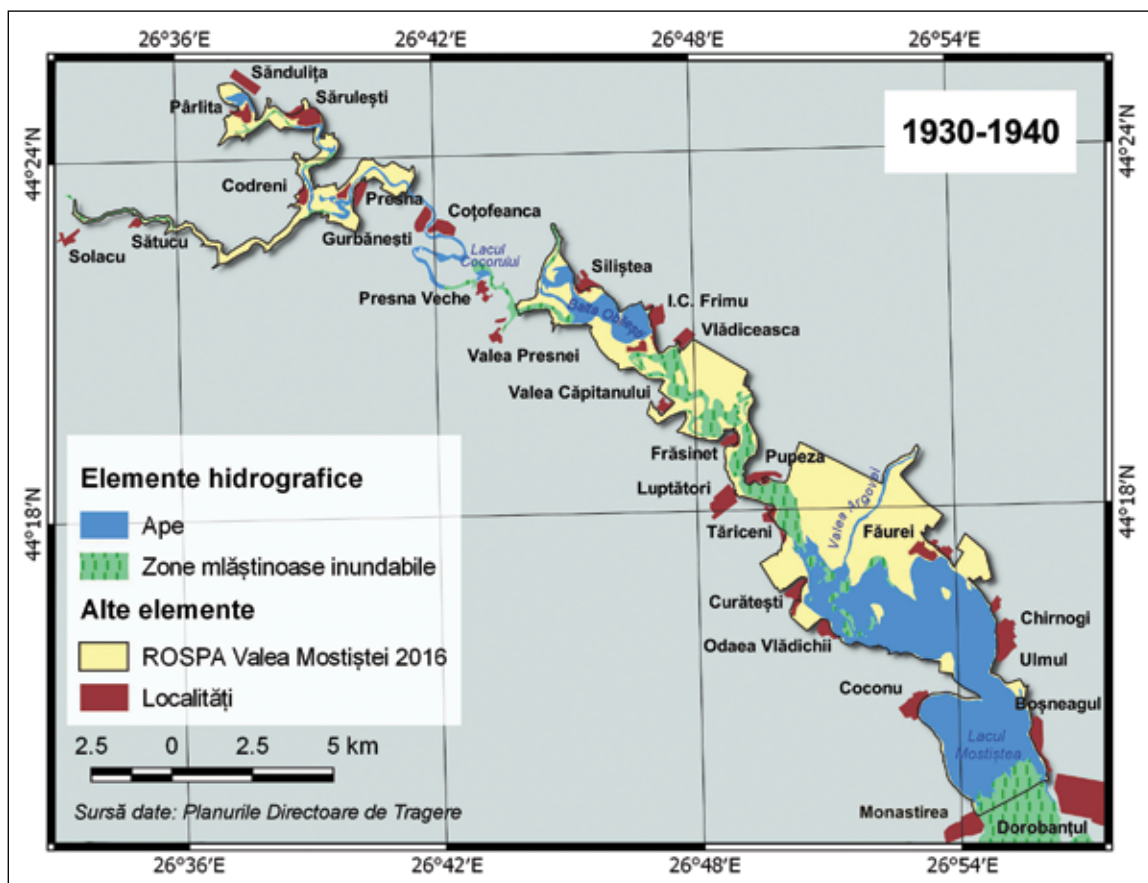 26°36'E
26°42'E
26°48'E
26°54'E
44°24'N
44°24'N
44°18'N
44°18'N
1930-1940
Săndulița
Pârlita
Sărulești
Codreni
Presna
Coțofeanca
Gurbănești
Solacu
Sătucu
Lacul
Cocorului
Presna Veche
Siliștea
I.C. Frimu
Balta Obilești
Vlădiceasca
Valea Presnei
Valea Căpitanului
Frăsinet
Pupeza
Luptători
Tăriceni
Valea Argovei
Făurei
Curătești
Odaea Vlădichii
Chirnogi
Ulmul
Coconu
Boșneagul
Lacul
Mostiștea
Monastirea
Dorobanțul
Elemente hidrografice
Ape
Zone mlăștinoase inundabile
Alte elemente
ROSPA Valea Mostiștei 2016
Localități
2.5 0 2.5 5 km
Sursă date: Planurile Directoare de Tragere
26°36'E
26°42'E
26°48'E
26°54'E